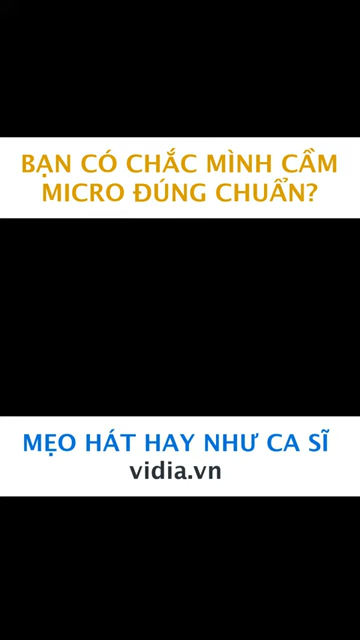 BẠN CÓ CHẮC MÌNH CẦM
MICRO ĐÚNG CHUẨN?
MẸO HÁT HAY NHƯ CA SĨ
vidia.vn